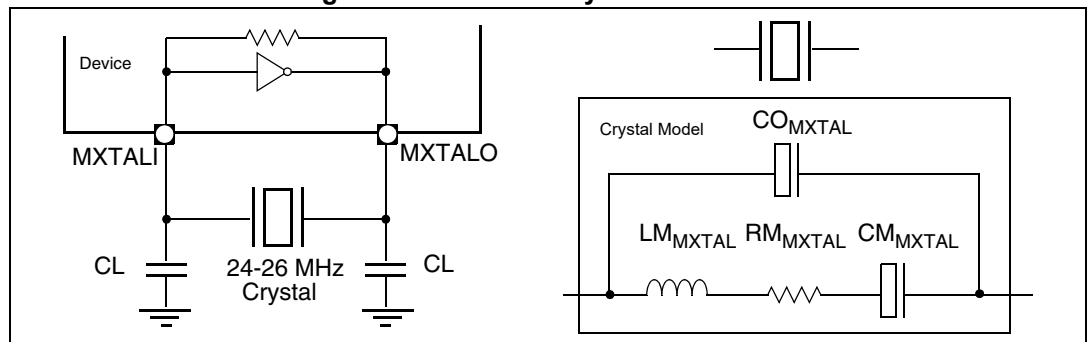 Device
MXTALI
MXTALO
CL
24-26 MHz
Crystal
CL
Crystal Model
COMXTAL
LMMXTAL RMMXTAL CMMXTAL